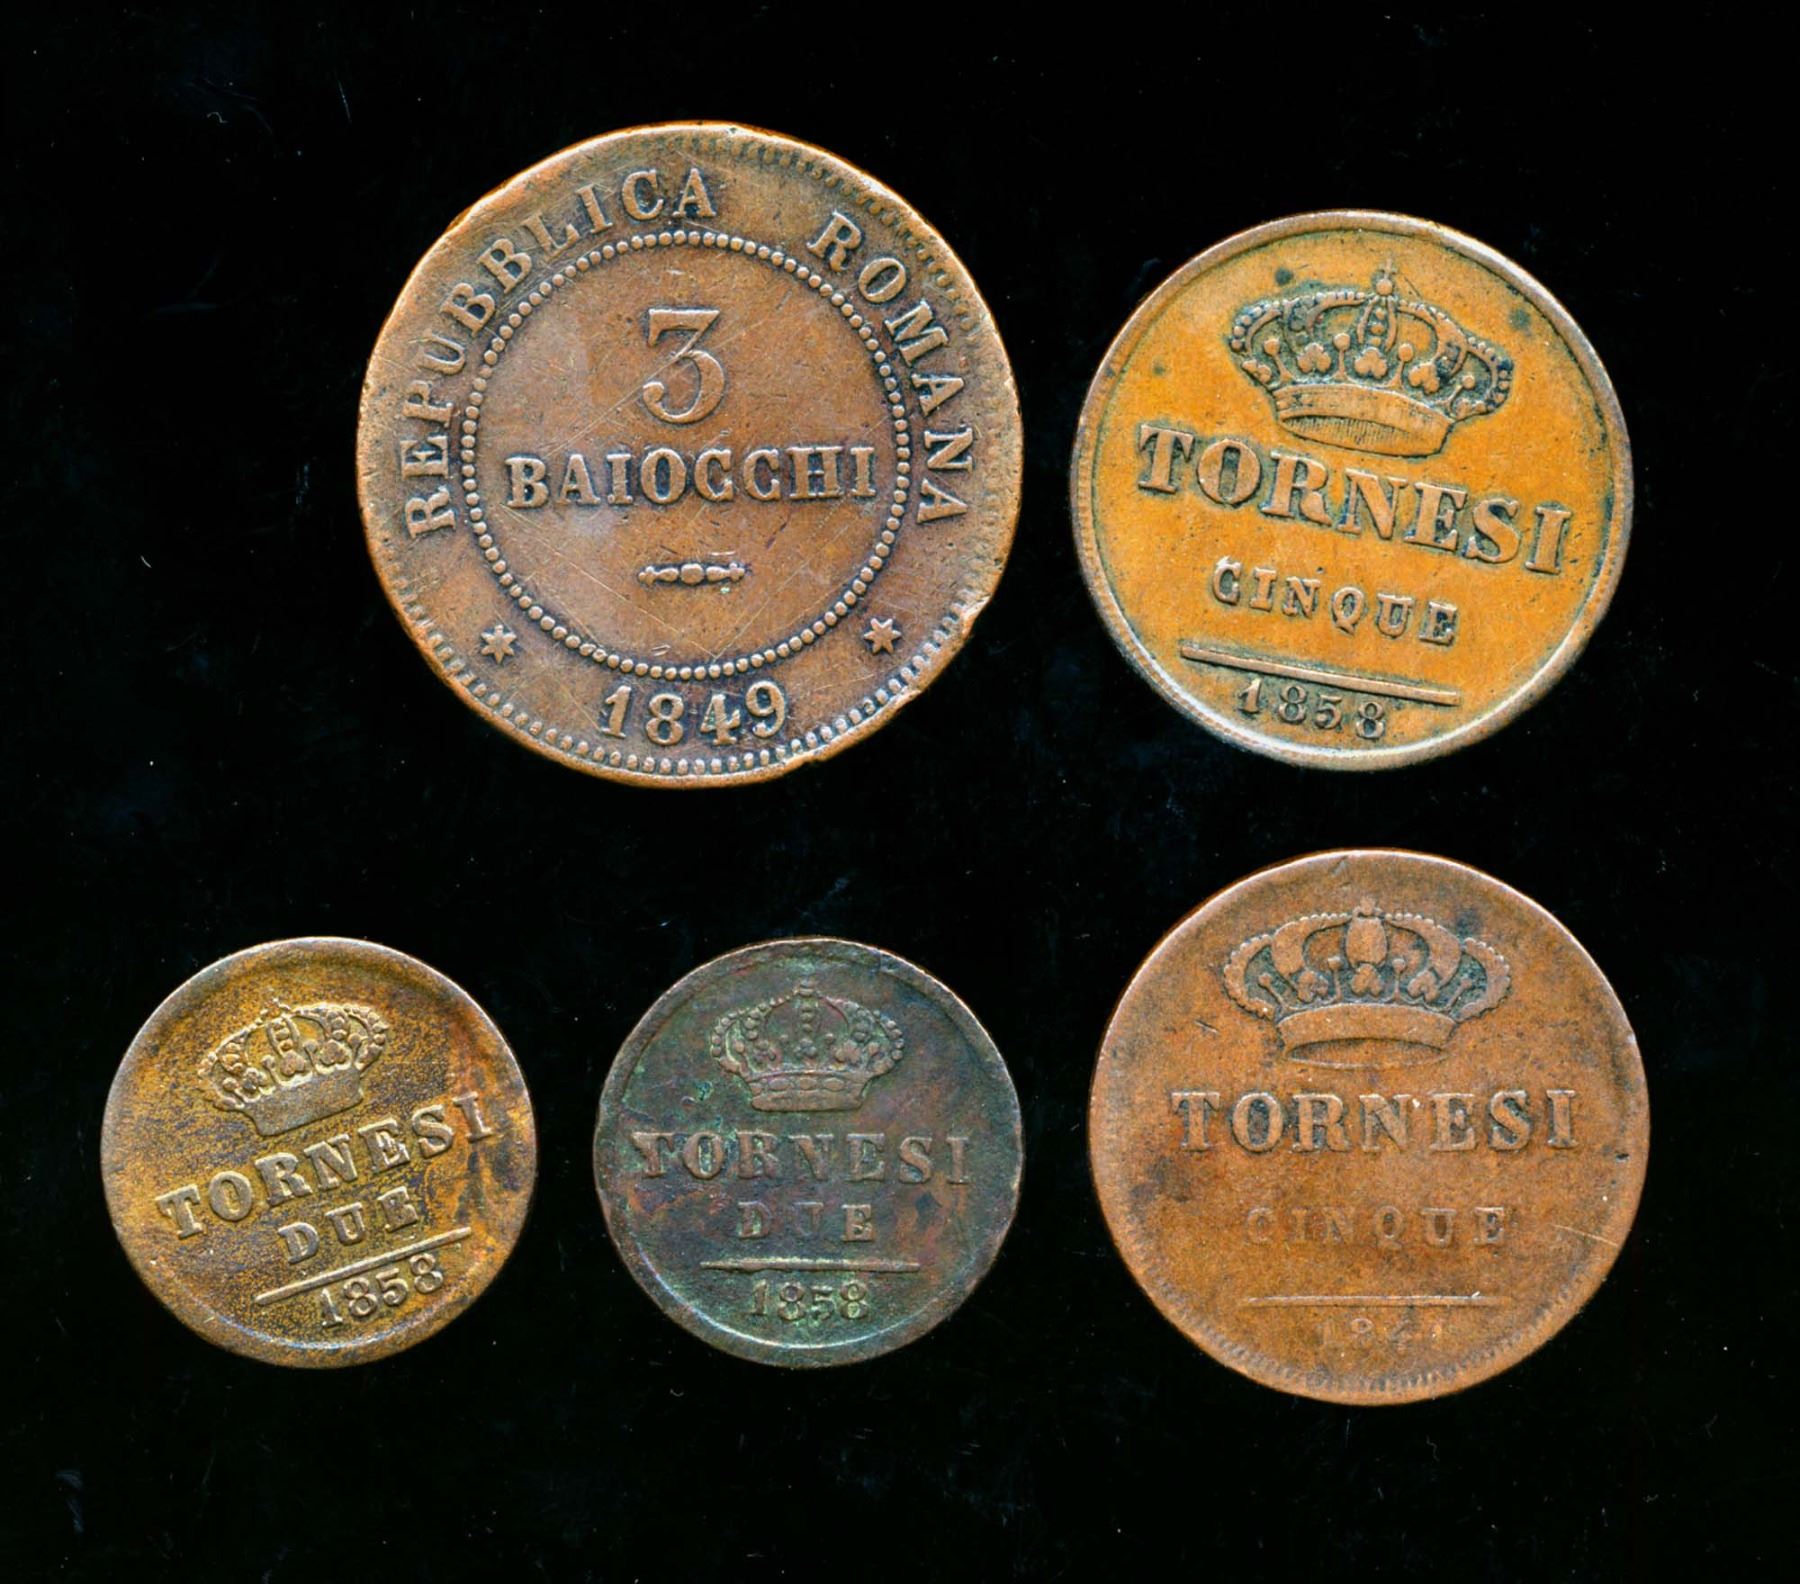 REPUBBLICA ROMANA
3
BAIOCCHI
1849
TORNESI
CINQUE
1858
TORNESI
DUE
1858
TORNESI
DUE
1858
TORNESI
CINQUE